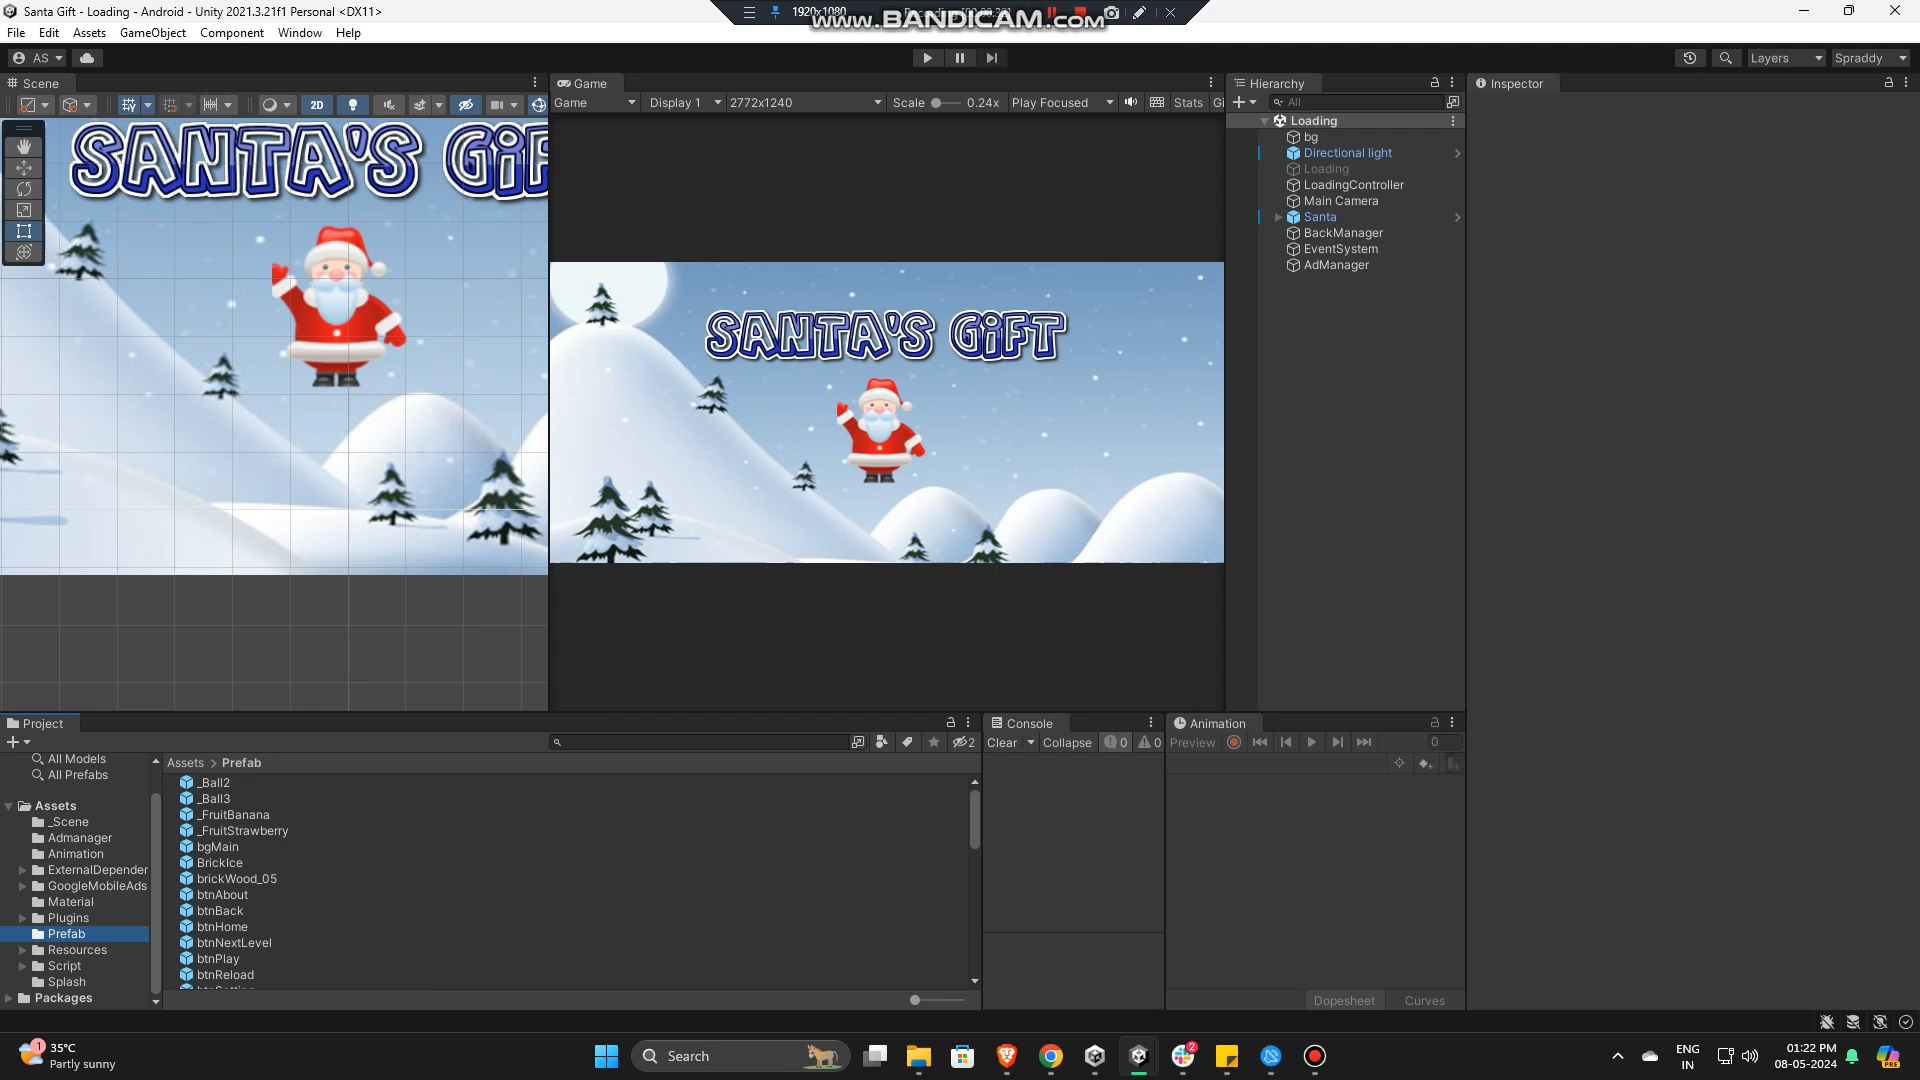 Santa Gift - Loading - Android - Unity 2021.3.21f1 Personal <DX11>
1920x1080
www.BANDICAM.com
File Edit Assets GameObject Component Window Help
AS
Layers
Spraddy
Scene
Game
Hierarchy
Inspector
2D
Game
Display 1
2772x1240
Scale
0.24x
Play Focused
Stats
Gi
All
SANTA'S GIF
Loading
bg
Directional light
Loading
LoadingController
Main Camera
Santa
BackManager
EventSystem
AdManager
SANTA'S GIFT
Project
Console
Animation
2
Clear
Collapse
0
0
Preview
0
All Models
All Prefabs
Assets > Prefab
Assets
_Scene
Admanager
Animation
ExternalDepender
GoogleMobileAds
Material
Plugins
Prefab
Resources
Script
Splash
Packages
_Ball2
_Ball3
_FruitBanana
_FruitStrawberry
bgMain
BrickIce
brickWood_05
btnAbout
btnBack
btnHome
btnNextLevel
btnPlay
btnReload
Dopesheet
Curves
1
35°C
Partly sunny
Search
2
ENG
IN
01:22 PM
08-05-2024
PRE